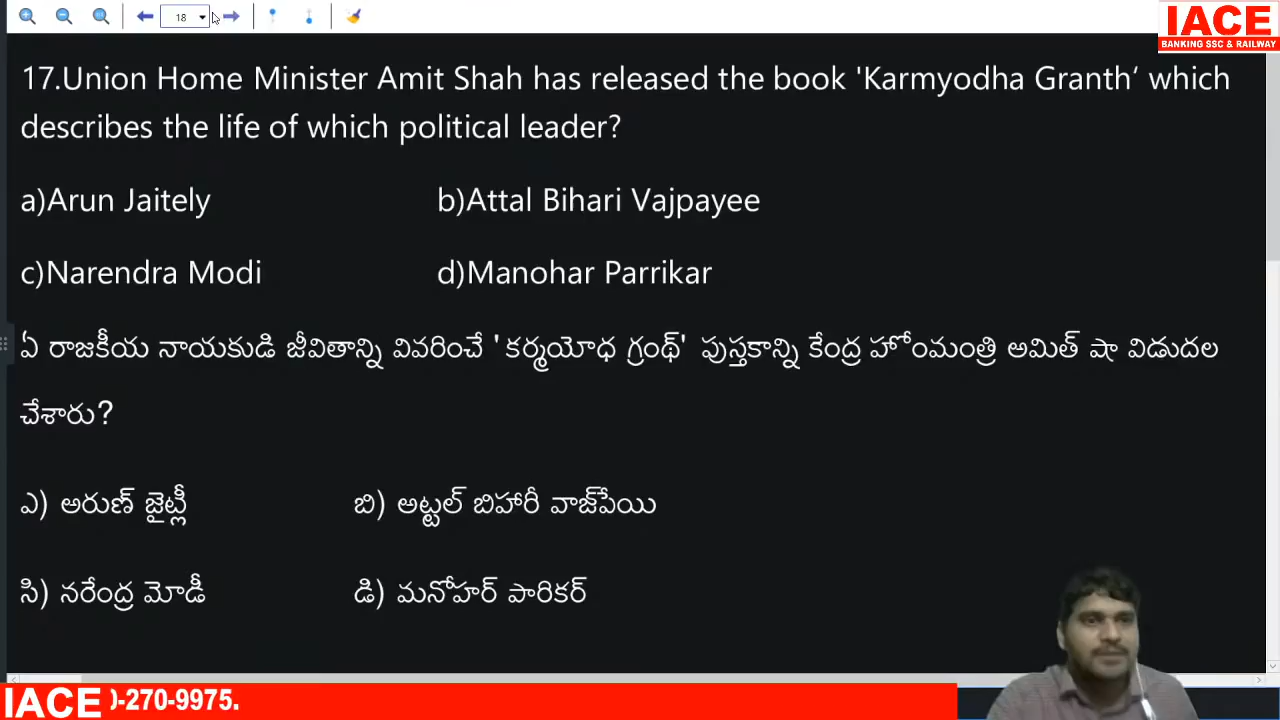 18
IACE
BANKING SSC & RAILWAY
17.Union Home Minister Amit Shah has released the book 'Karmyodha Granth‘ which
describes the life of which political leader?
a)Arun Jaitely b)Attal Bihari Vajpayee
c)Narendra Modi d)Manohar Parrikar
ఏ రాజకీయ నాయకుడి జీవితాన్ని వివరించే 'కర్మయోధ గ్రంథ్' పుస్తకాన్ని కేంద్ర హోంమంత్రి అమిత్ షా విడుదల
చేశారు?
ఎ) అరుణ్ జైట్లీ బి) అట్టల్ బిహారీ వాజ్‌పేయి
సి) నరేంద్ర మోడీ డి) మనోహర్ పారికర్
IACE )-270-9975.